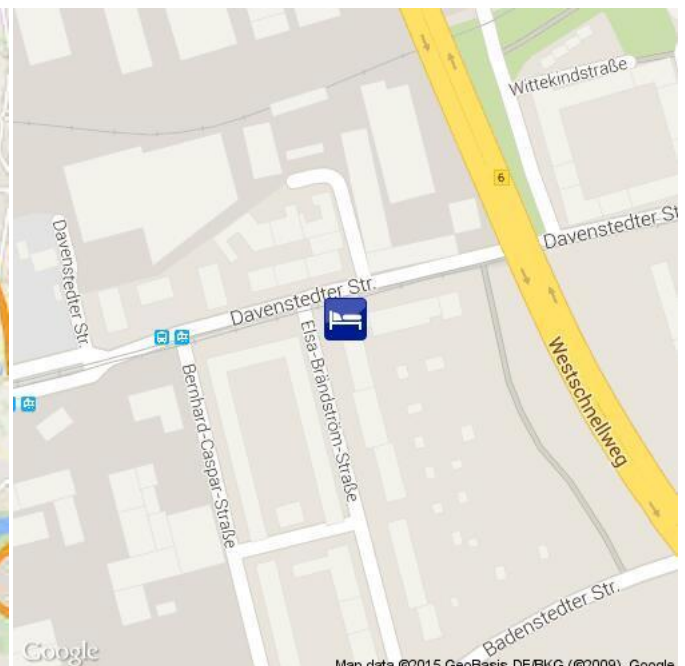 Wittekindstraße
6
Davenstedter St
Davenstedter Str.
Davenstedter Str.
Westschnellweg
Elsa-Brändström-Straße
Bernhard-Caspar-Straße
Badenstedter Str.
Google
Map data ©2015 GeoBasis-DE/BKG (©2009), Google